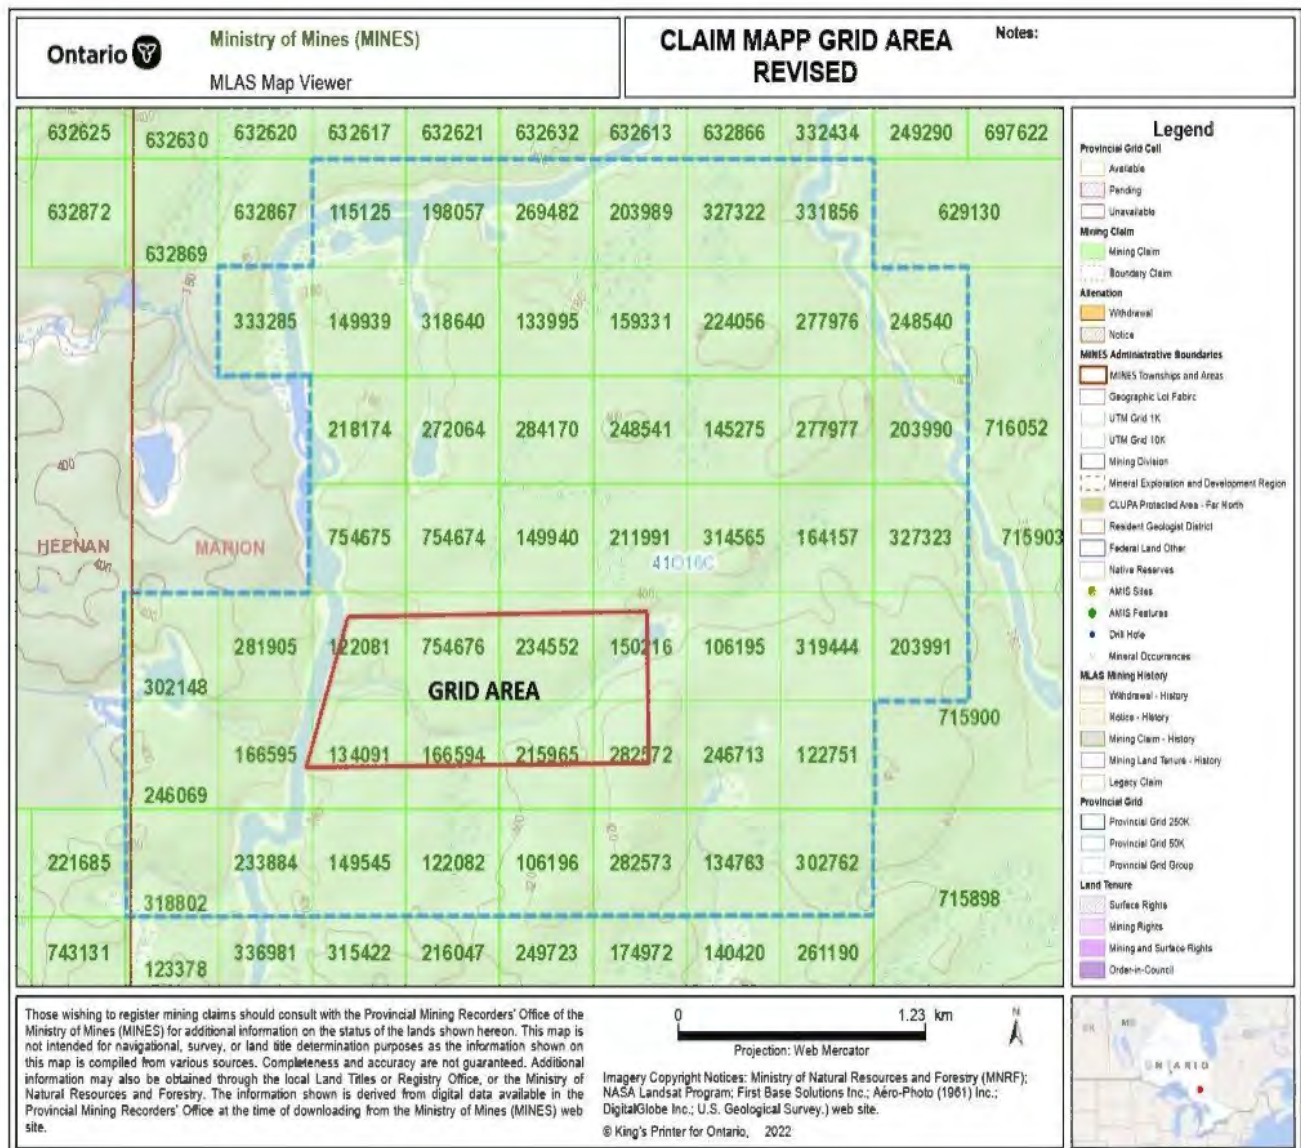 Ontario
Ministry of Mines (MINES)
MLAS Map Viewer
CLAIM MAPP GRID AREA
REVISED
Notes:
632625 632630 632620 632617 632621 632632 632613 632866 332434 249290 697622
632872 632867 115125 198057 269482 203989 327322 331856 629130
632869
333285 149939 318640 133995 159331 224056 277976 248540
218174 272064 284170 248541 145275 277977 203990 716052
HEENAN MARION 754675 754674 149940 211991 314565 164157 327323 715903
41O16C
281905 122081 754676 234552 150216 106195 319444 203991
302148 GRID AREA
715900
166595 134091 166594 215965 282572 246713 122751
246069
221685 233884 149545 122082 106196 282573 134763 302762
318802 715898
743131 336981 315422 216047 249723 174972 140420 261190
123378
Legend
Provincial Grid Cell
Available
Pending
Unavailable
Mining Claim
Mining Claim
Boundary Claim
Alienation
Withdrawal
Notice
MINES Administrative Boundaries
MINES Townships and Areas
Geographic Lot Fabirc
UTM Grid 1K
UTM Grid 10K
Mining Division
Mineral Exploration and Development Region
CLUPA Protected Area - Far North
Resident Geologist District
Federal Land Other
Native Reserves
AMIS Sites
AMIS Features
Drill Hole
Mineral Occurrences
MLAS Mining History
Withdrawal - History
Notice - History
Mining Claim - History
Mining Land Tenure - History
Legacy Claim
Provincial Grid
Provincial Grid 250K
Provincial Grid 50K
Provincial Grid Group
Land Tenure
Surface Rights
Mining Rights
Mining and Surface Rights
Order-in-Council
Those wishing to register mining claims should consult with the Provincial Mining Recorders' Office of the
Ministry of Mines (MINES) for additional information on the status of the lands shown hereon. This map is
not intended for navigational, survey, or land title determination purposes as the information shown on
this map is compiled from various sources. Completeness and accuracy are not guaranteed. Additional
information may also be obtained through the local Land Titles or Registry Office, or the Ministry of
Natural Resources and Forestry. The information shown is derived from digital data available in the
Provincial Mining Recorders' Office at the time of downloading from the Ministry of Mines (MINES) web
site.
0 1.23 km
N
Projection: Web Mercator
Imagery Copyright Notices: Ministry of Natural Resources and Forestry (MNRF);
NASA Landsat Program; First Base Solutions Inc.; Aéro-Photo (1961) Inc.;
DigitalGlobe Inc.; U.S. Geological Survey.) web site.
© King's Printer for Ontario, 2022
ONTARIO